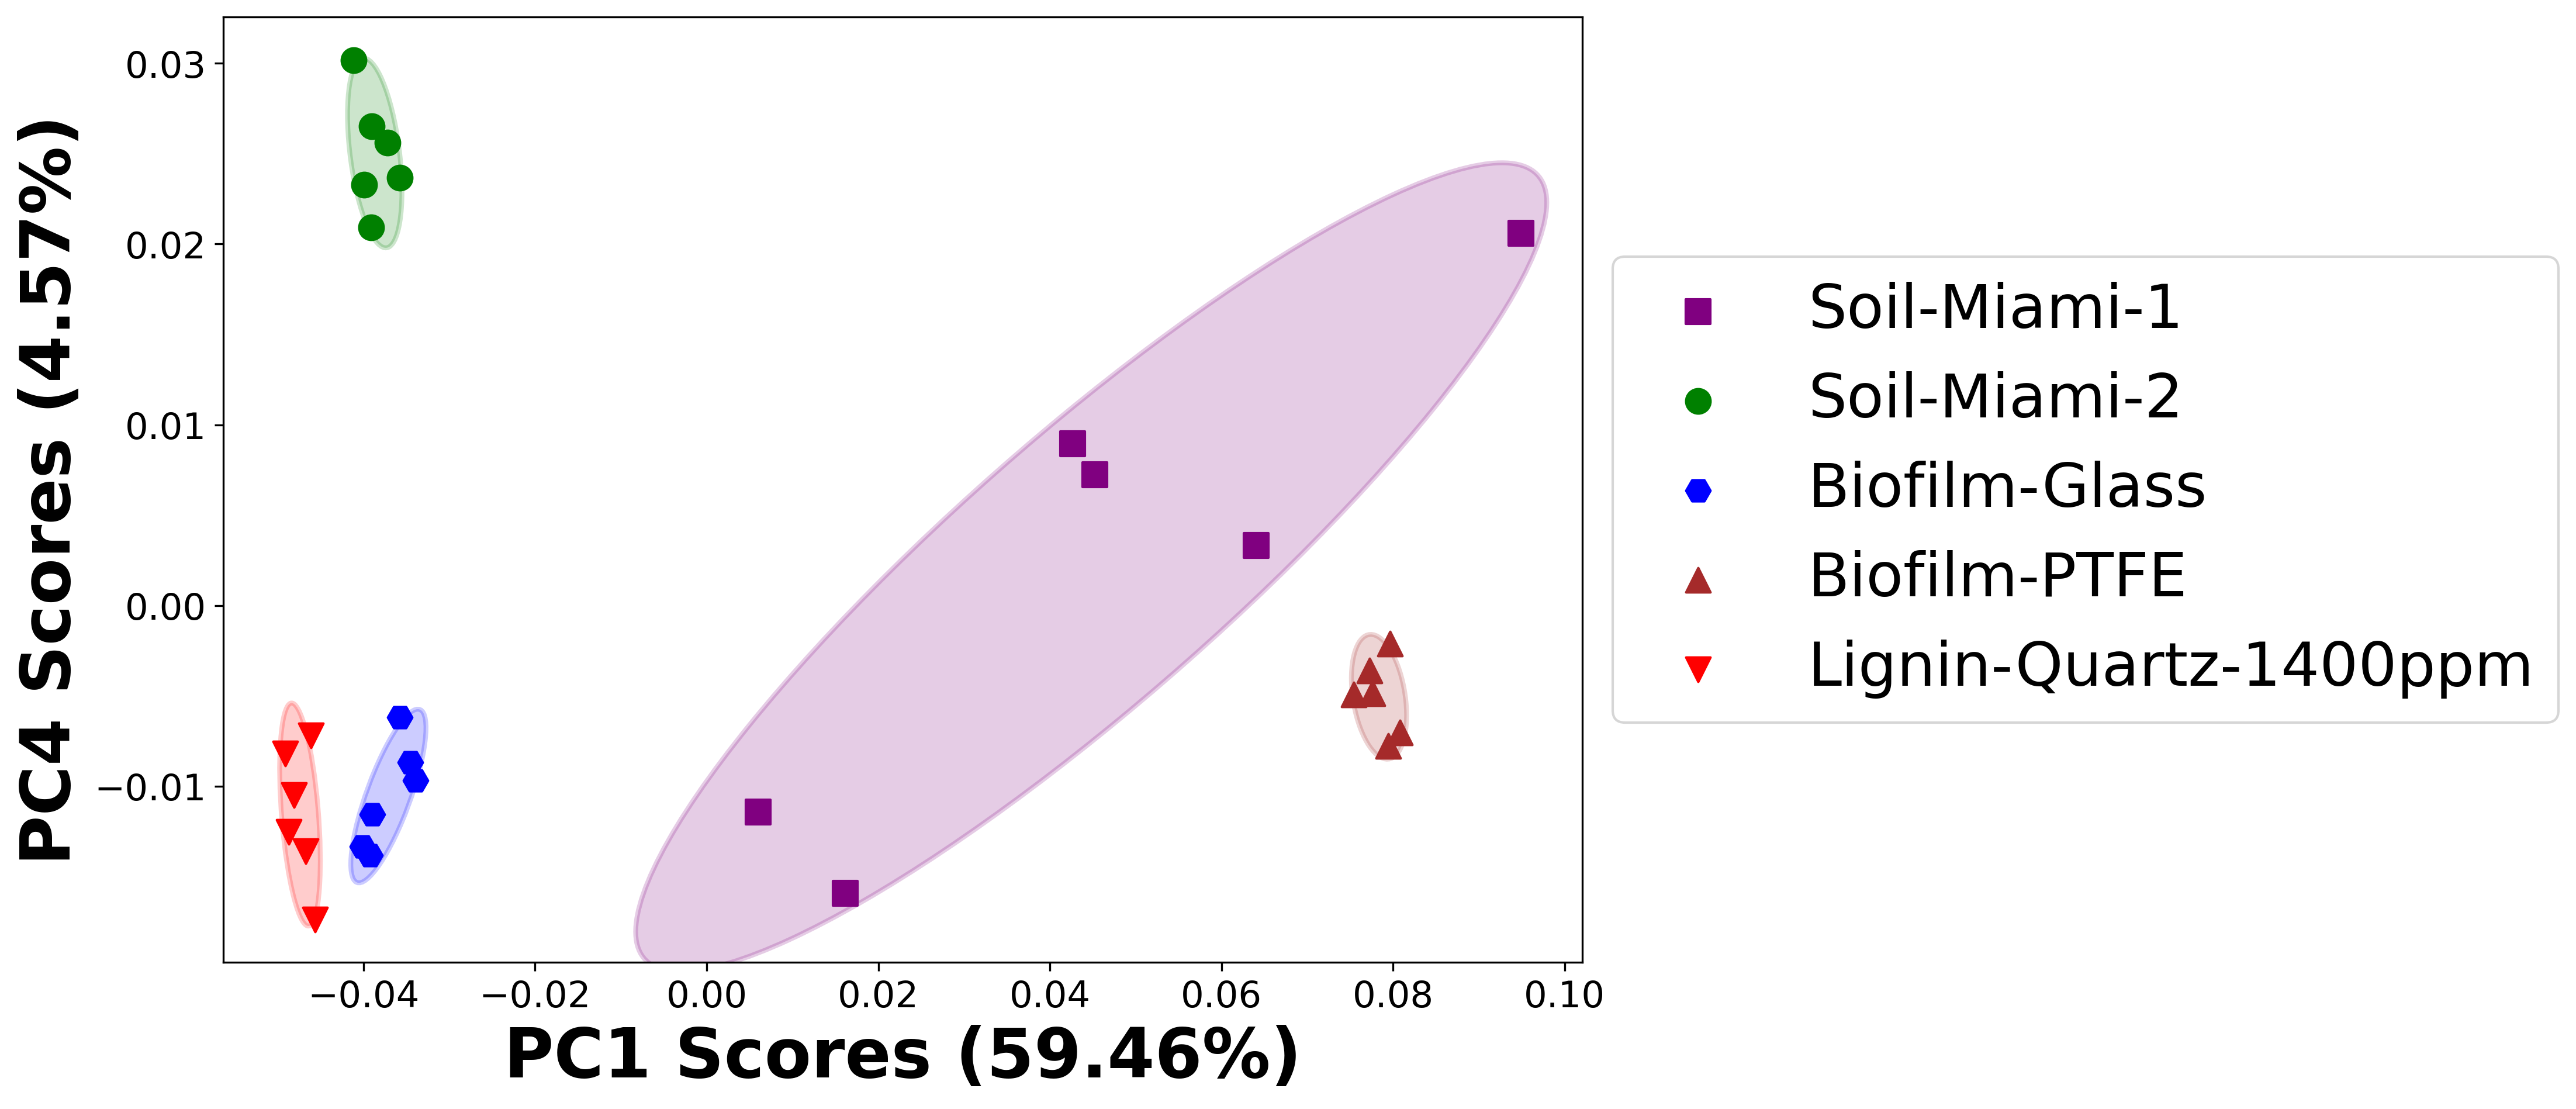 PC4 Scores (4.57%)
0.03
0.02
0.01
0.00
−0.01
−0.04
−0.02
0.00
0.02
0.04
0.06
0.08
0.10
PC1 Scores (59.46%)
Soil-Miami-1
Soil-Miami-2
Biofilm-Glass
Biofilm-PTFE
Lignin-Quartz-1400ppm